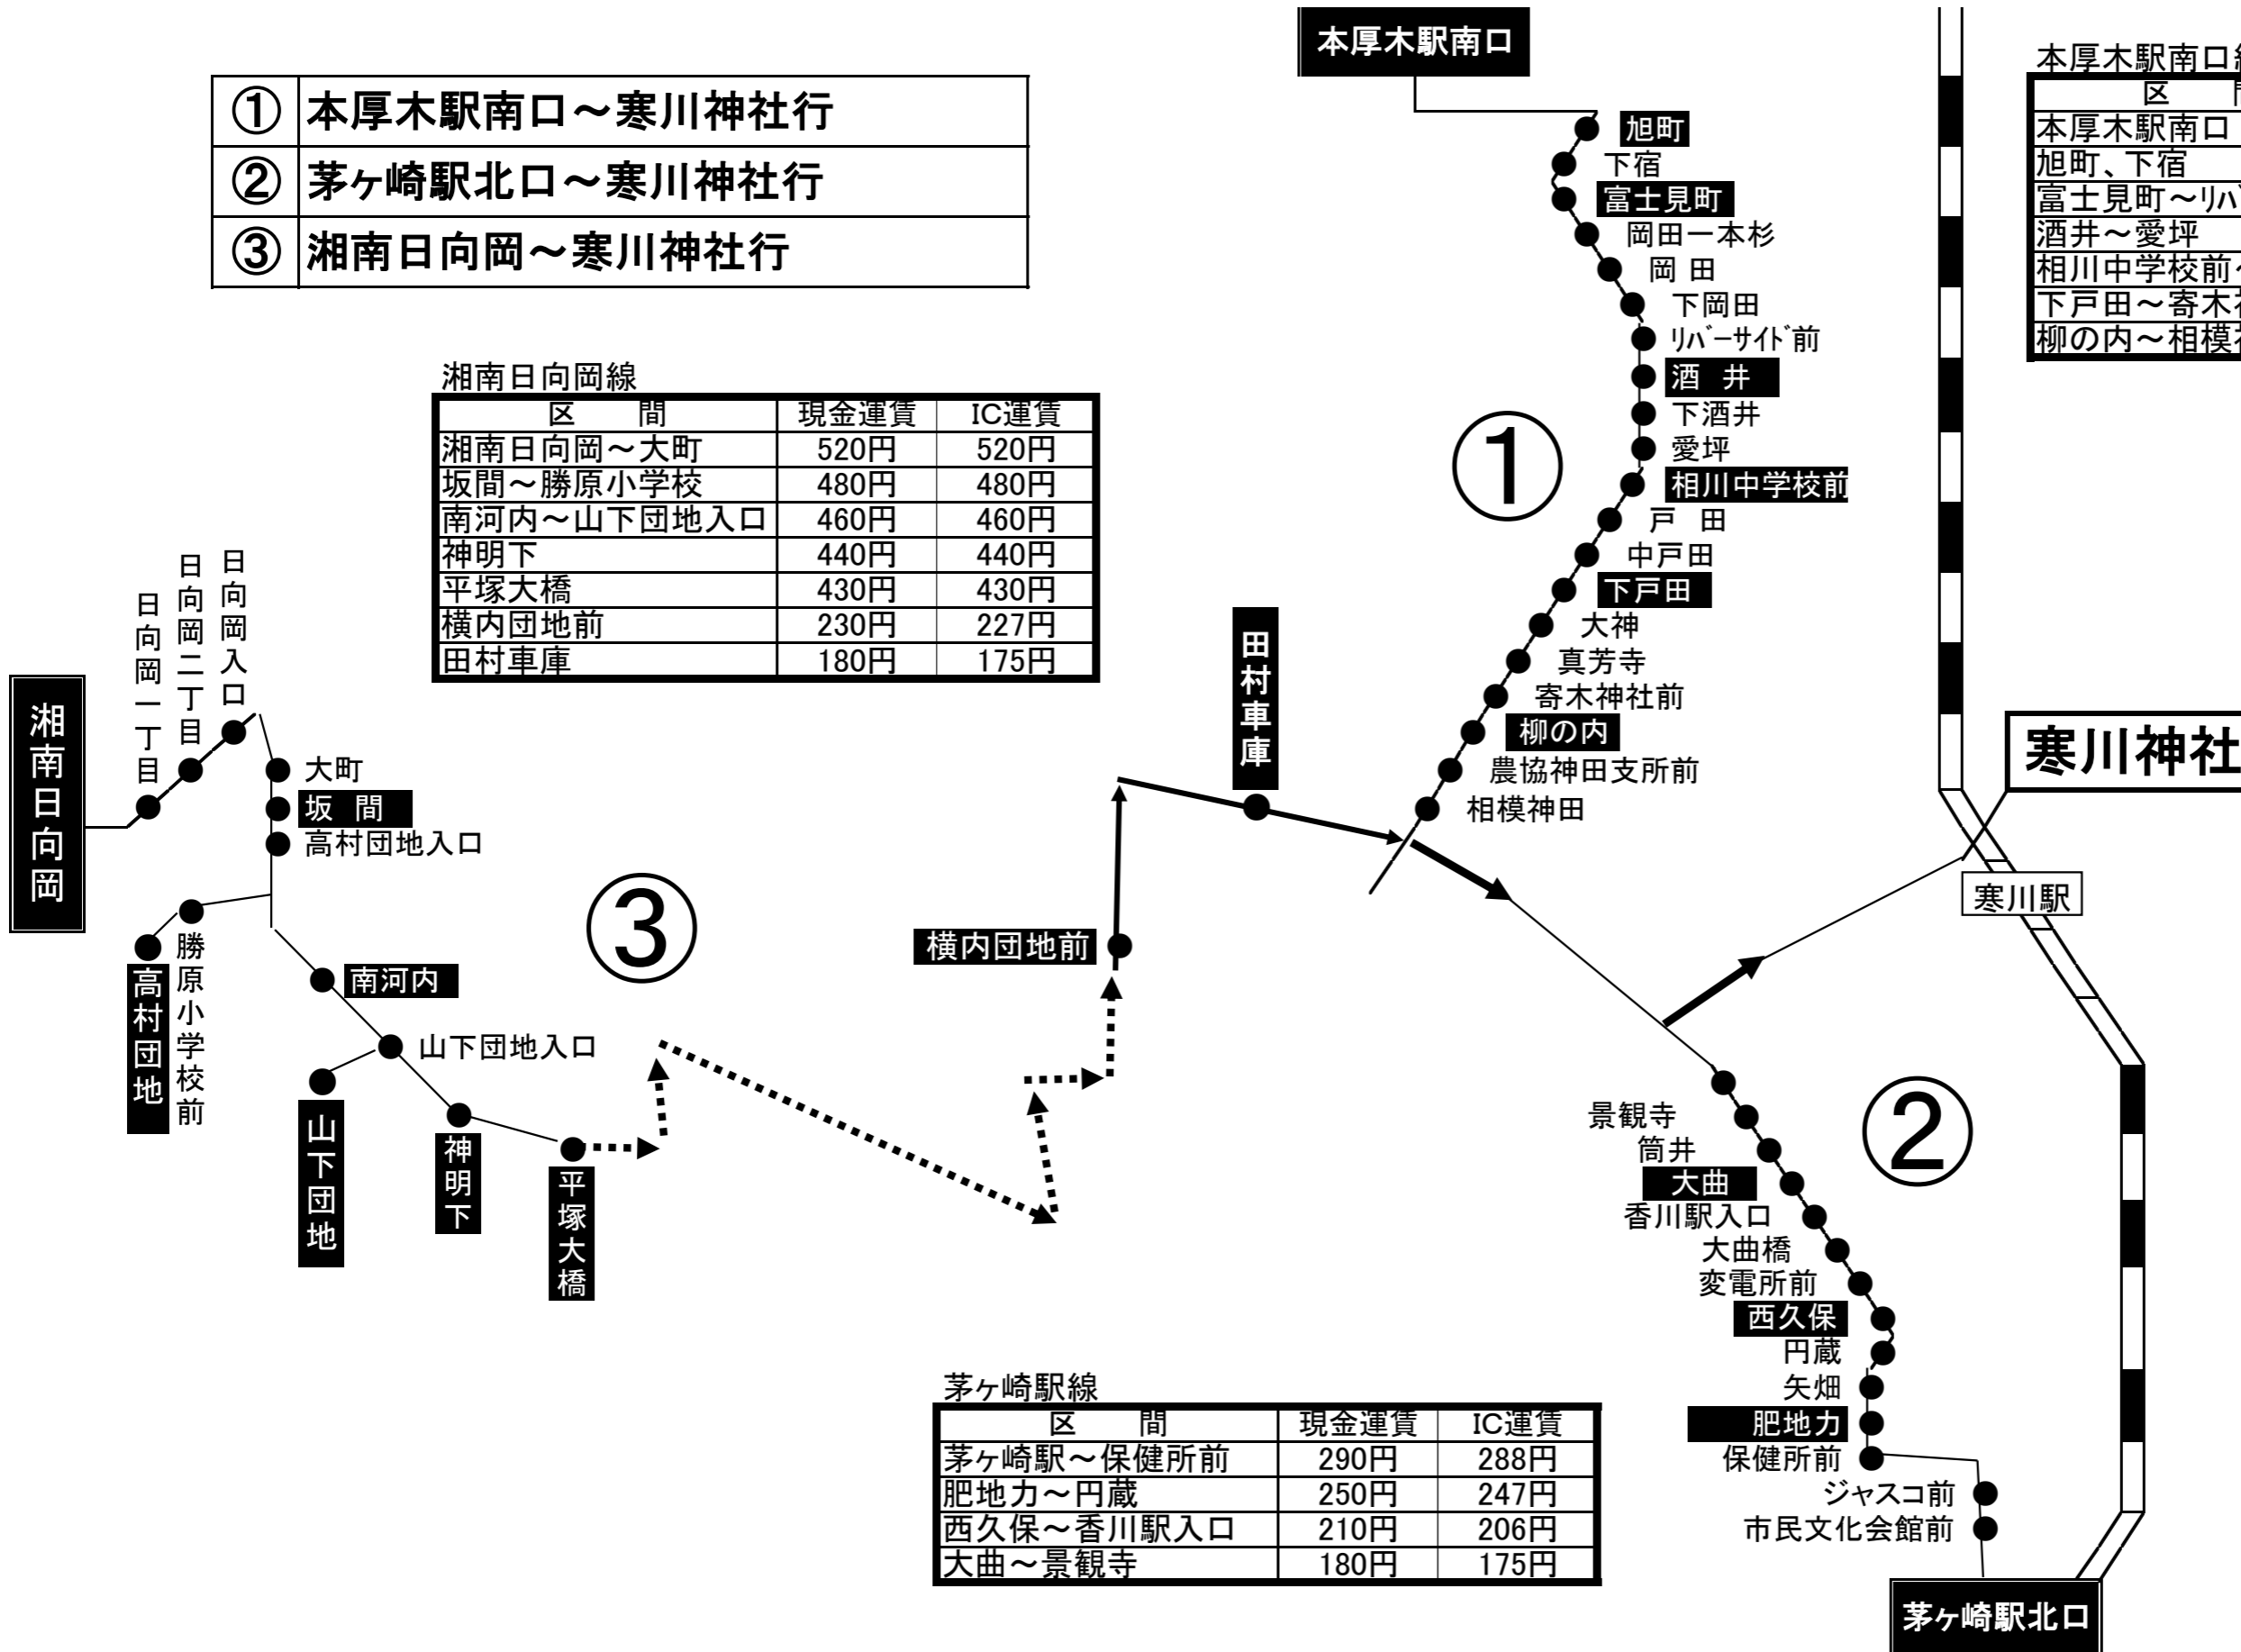 本厚木駅南口
① 本厚木駅南口～寒川神社行
② 茅ヶ崎駅北口～寒川神社行
③ 湘南日向岡～寒川神社行
本厚木駅南口
区
本厚木駅南口
旭町、下宿
富士見町～ﾘﾊﾞ
酒井～愛坪
相川中学校前
下戸田～寄木
柳の内～相模
旭町
下宿
富士見町
岡田一本杉
岡 田
下岡田
ﾘﾊﾞｰｻｲﾄﾞ前
酒 井
下酒井
愛坪
相川中学校前
戸 田
中戸田
下戸田
大神
真芳寺
寄木神社前
柳の内
農協神田支所前
相模神田
①
湘南日向岡線
区 間 現金運賃 IC運賃
湘南日向岡～大町 520円 520円
坂間～勝原小学校 480円 480円
南河内～山下団地入口 460円 460円
神明下 440円 440円
平塚大橋 430円 430円
横内団地前 230円 227円
田村車庫 180円 175円
湘南日向岡
日向岡一丁目
日向岡二丁目
日向岡入口
大町
坂 間
高村団地入口
勝原小学校前
高村団地
南河内
山下団地入口
山下団地
神明下
平塚大橋
③
横内団地前
田村車庫
寒川神社
寒川駅
②
景観寺
筒井
大曲
香川駅入口
大曲橋
変電所前
西久保
円蔵
矢畑
肥地力
保健所前
ジャスコ前
市民文化会館前
茅ヶ崎駅北口
茅ヶ崎駅線
区 間 現金運賃 IC運賃
茅ヶ崎駅～保健所前 290円 288円
肥地力～円蔵 250円 247円
西久保～香川駅入口 210円 206円
大曲～景観寺 180円 175円